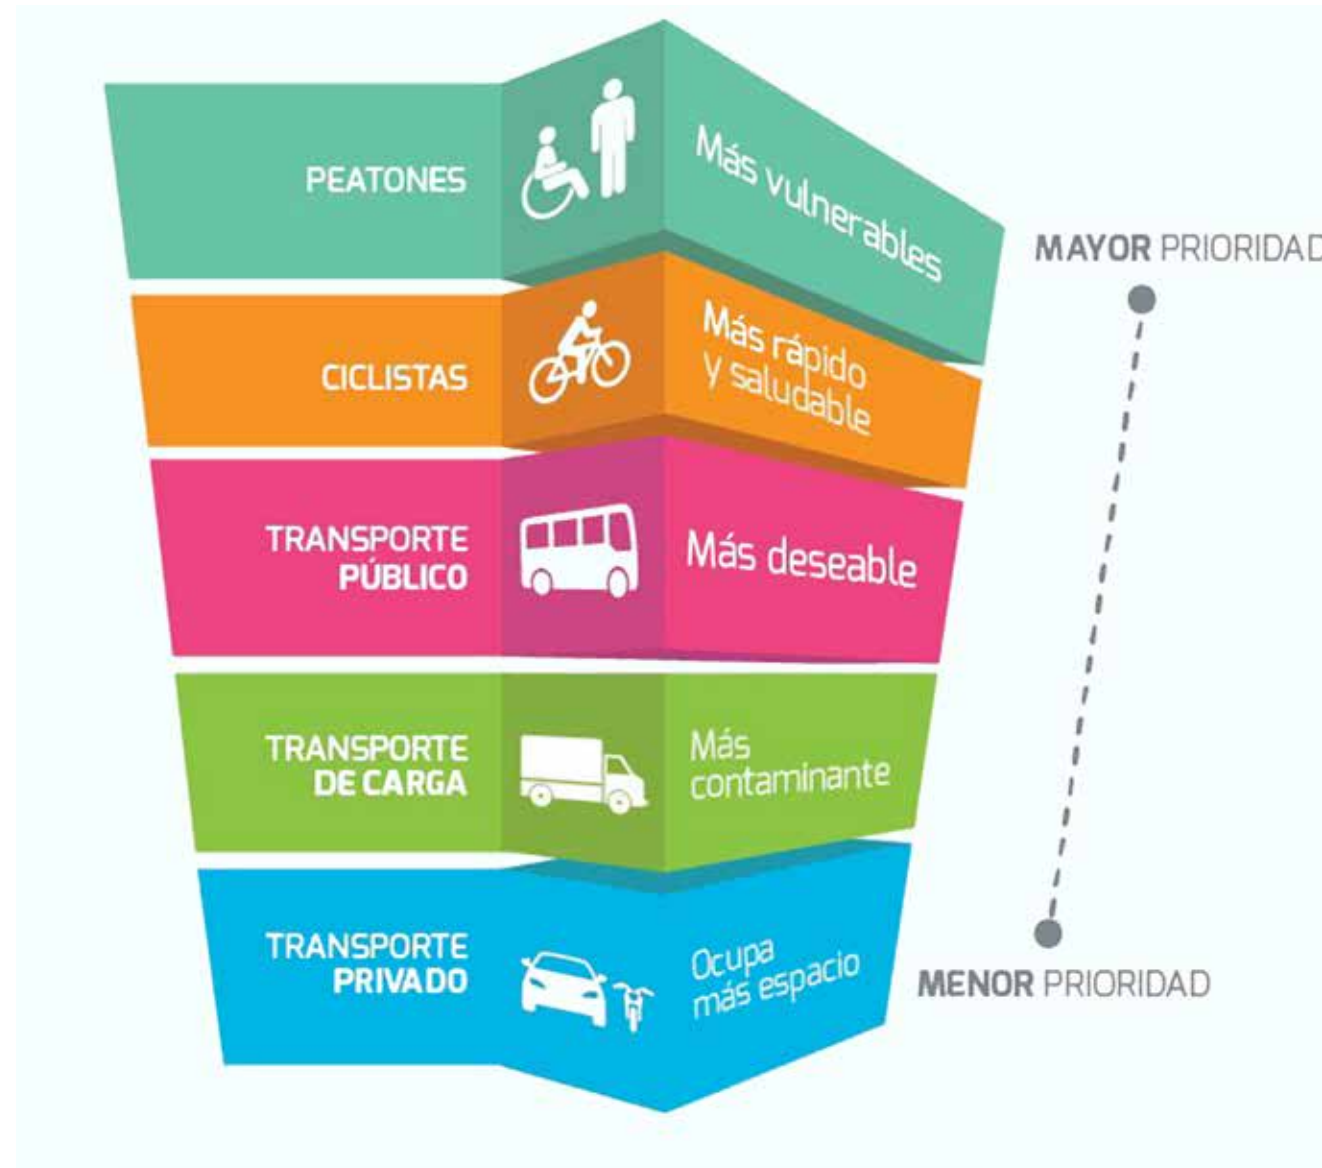 PEATONES
Más vulnerables
MAYOR PRIORIDAD
CICLISTAS
Más rápido
y saludable
TRANSPORTE
PÚBLICO
Más deseable
TRANSPORTE
DE CARGA
Más
contaminante
TRANSPORTE
PRIVADO
Ocupa
más espacio
MENOR PRIORIDAD